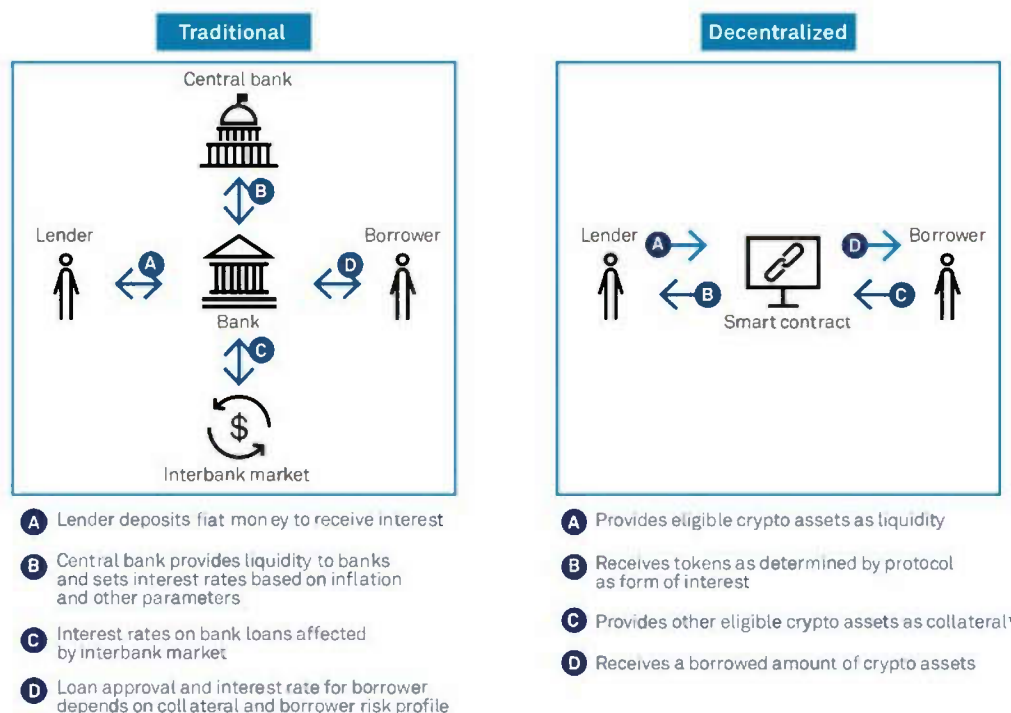 Traditional
Central bank
B
Lender
A
D
Borrower
Bank
C
$
Interbank market
A Lender deposits fiat money to receive interest
B Central bank provides liquidity to banks
and sets interest rates based on inflation
and other parameters
C Interest rates on bank loans affected
by interbank market
D Loan approval and interest rate for borrower
depends on collateral and borrower risk profile
Decentralized
Lender
A
D
Borrower
B
C
Smart contract
A Provides eligible crypto assets as liquidity
B Receives tokens as determined by protocol
as form of interest
C Provides other eligible crypto assets as collateral
D Receives a borrowed amount of crypto assets